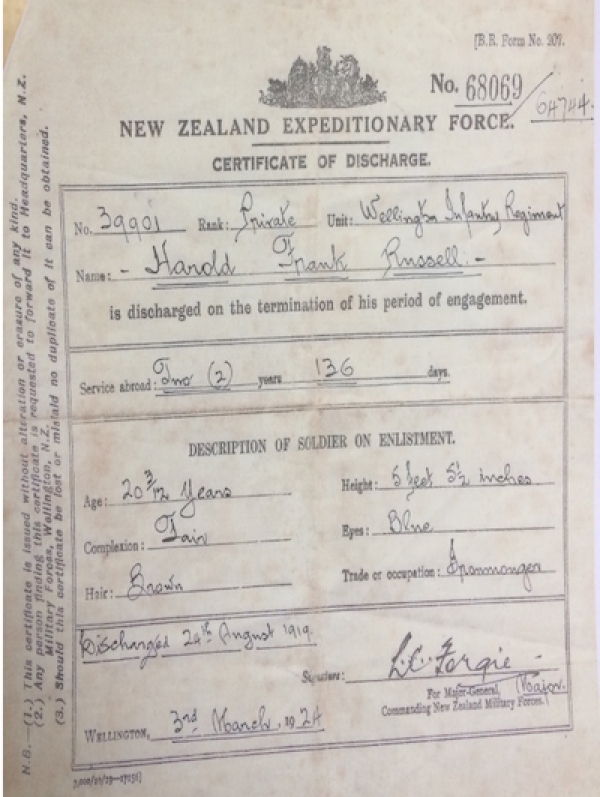 [B.R. Form No. 209.
No. 68069
64744.
NEW ZEALAND EXPEDITIONARY FORCE.
CERTIFICATE OF DISCHARGE.
No. 39901 Rank: Private Unit: Wellington Infantry Regiment
Name: - Harold Frank Russell: -
is discharged on the termination of his period of engagement.
Service abroad: Two (2) years 136 days.
DESCRIPTION OF SOLDIER ON ENLISTMENT.
Age: 20 3/12 Years
Height: 5 feet 5½ inches
Complexion: Fair
Eyes: Blue
Hair: Brown
Trade or occupation: Ironmonger
Discharged 24th August 1919.
Signature: L.C. Forgie - Major.
For Major-General,
Commanding New Zealand Military Forces.
WELLINGTON, 3rd March, 1924
N.B.—(1.) This certificate is issued without alteration or erasure of any kind.
(2.) Any person finding this certificate is requested to forward it to Headquarters, N.Z.
Military Forces, Wellington, N.Z.
(3.) Should this certificate be lost or mislaid no duplicate of it can be obtained.